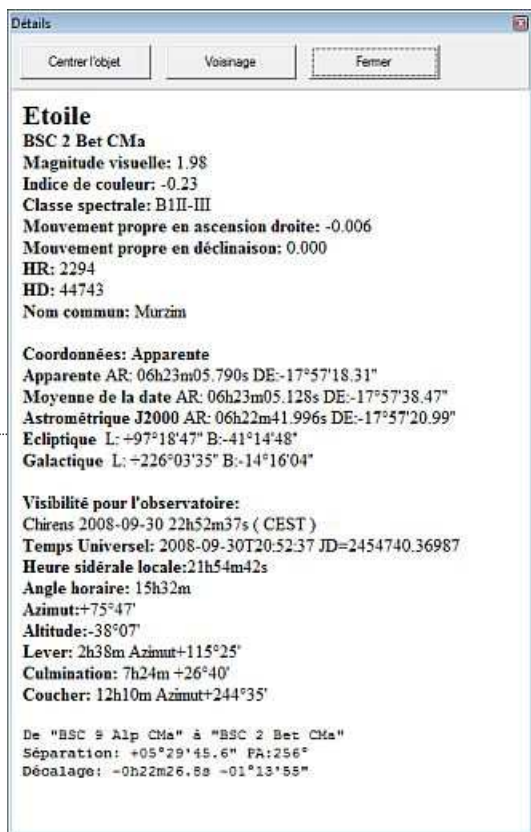 Détails
Centrer l'objet Voisinage Fermer
Etoile
BSC 2 Bet CMa
Magnitude visuelle: 1.98
Indice de couleur: -0.23
Classe spectrale: B1II-III
Mouvement propre en ascension droite: -0.006
Mouvement propre en déclinaison: 0.000
HR: 2294
HD: 44743
Nom commun: Murzim
Coordonnées: Apparente
Apparente AR: 06h23m05.790s DE:-17°57'18.31"
Moyenne de la date AR: 06h23m05.128s DE:-17°57'38.47"
Astrométrique J2000 AR: 06h22m41.996s DE:-17°57'20.99"
Ecliptique L: +97°18'47" B:-41°14'48"
Galactique L: +226°03'35" B:-14°16'04"
Visibilité pour l'observatoire:
Chirens 2008-09-30 22h52m37s ( CEST )
Temps Universel: 2008-09-30T20:52:37 JD=2454740.36987
Heure sidérale locale:21h54m42s
Angle horaire: 15h32m
Azimut:+75°47'
Altitude:-38°07'
Lever: 2h38m Azimut+115°25'
Culmination: 7h24m +26°40'
Coucher: 12h10m Azimut+244°35'
De "BSC 9 Alp CMa" à "BSC 2 Bet CMa"
Séparation: +05°29'45.6" PA:256°
Décalage: -0h22m26.8s -01°13'55"